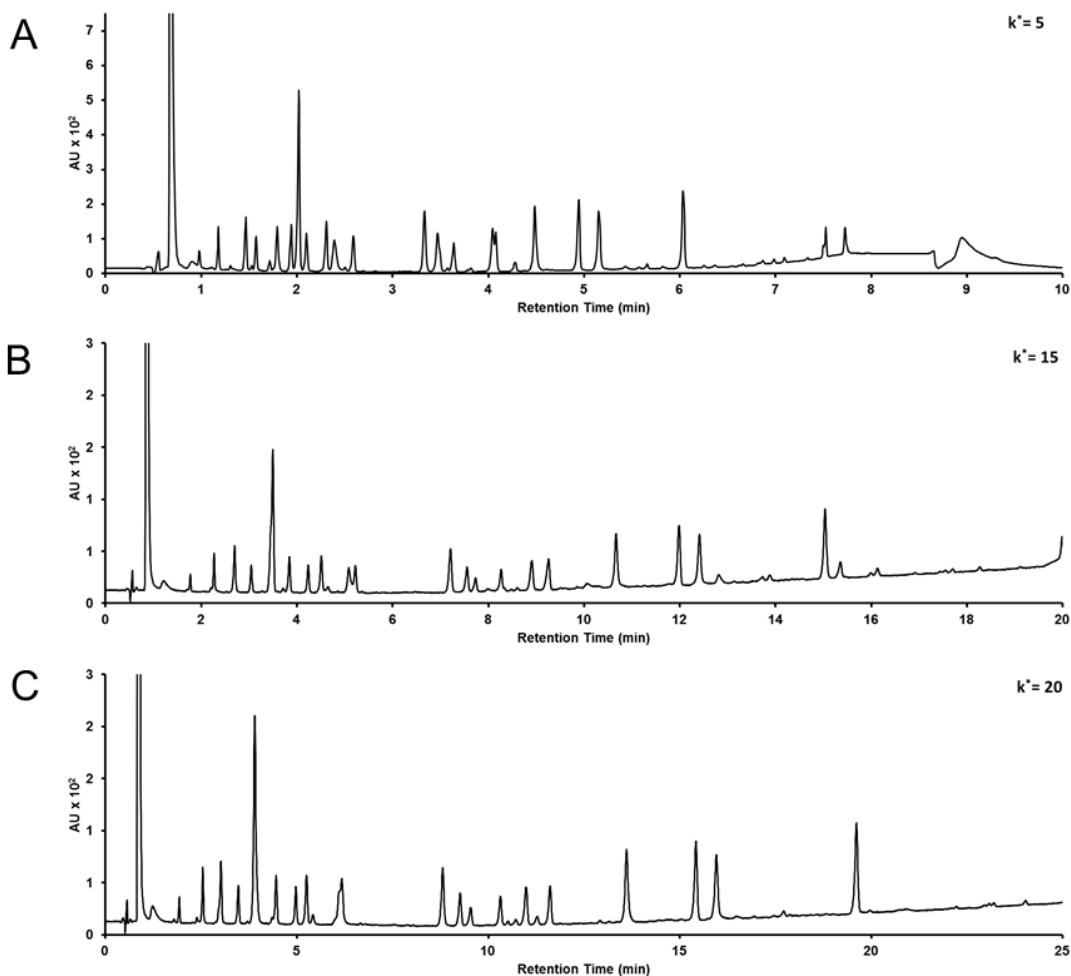 A
k*= 5
7
6
5
4
3
2
1
0
AU x 10²
0 1 2 3 4 5 6 7 8 9 10
Retention Time (min)
B
k*= 15
3
2
2
1
1
0
AU x 10²
0 2 4 6 8 10 12 14 16 18 20
Retention Time (min)
C
k*= 20
3
2
2
1
1
0
AU x 10²
0 5 10 15 20 25
Retention Time (min)